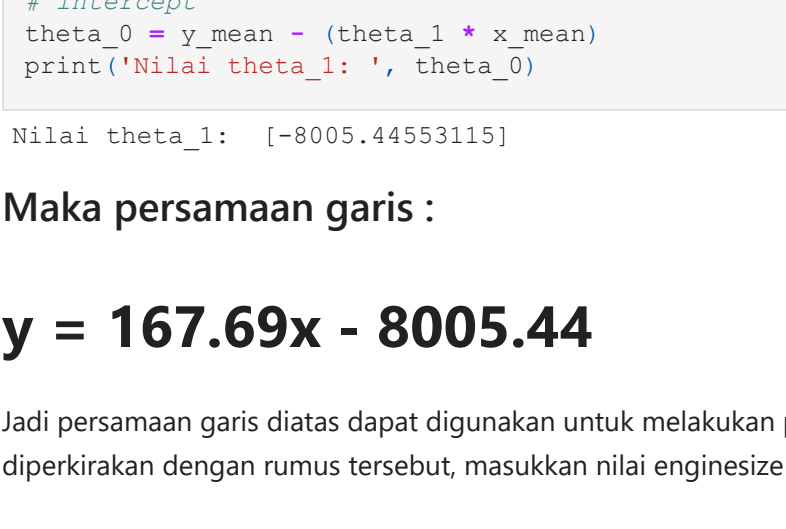 # intercept
theta_0 = y_mean - (theta_1 * x_mean)
print('Nilai theta_1: ', theta_0)
Nilai theta_1:  [-8005.44553115]
Maka persamaan garis :
y = 167.69x - 8005.44
Jadi persamaan garis diatas dapat digunakan untuk melakukan
diperkirakan dengan rumus tersebut, masukkan nilai enginesize